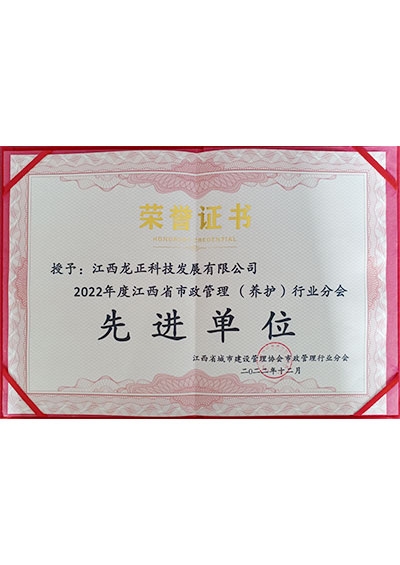 荣誉证书
HONORARY CREDENTIAL
授予：江西龙正科技发展有限公司
2022年度江西省市政管理（养护）行业分会
先进单位
江西省城市建设管理协会市政管理行业分会
二〇二二年十二月